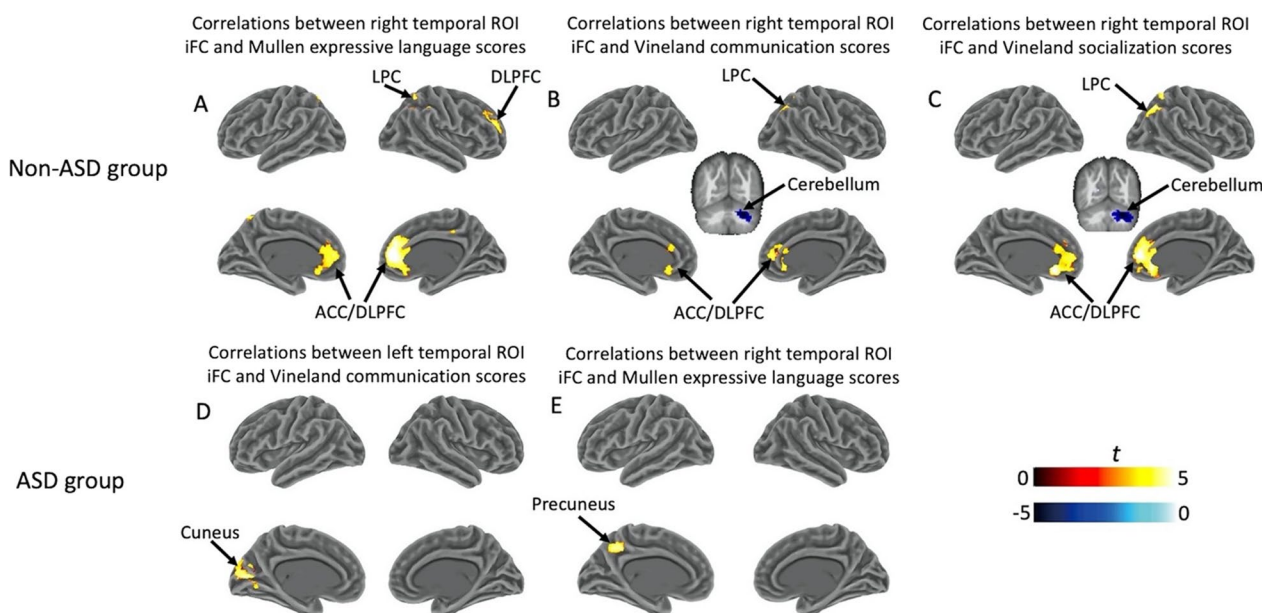 Correlations between right temporal ROI
iFC and Mullen expressive language scores
Correlations between right temporal ROI
iFC and Vineland communication scores
Correlations between right temporal ROI
iFC and Vineland socialization scores
A
LPC
DLPFC
B
LPC
C
LPC
Non-ASD group
Cerebellum
Cerebellum
ACC/DLPFC
ACC/DLPFC
ACC/DLPFC
Correlations between left temporal ROI
iFC and Vineland communication scores
Correlations between right temporal ROI
iFC and Mullen expressive language scores
D
E
ASD group
t
0 5
-5 0
Cuneus
Precuneus